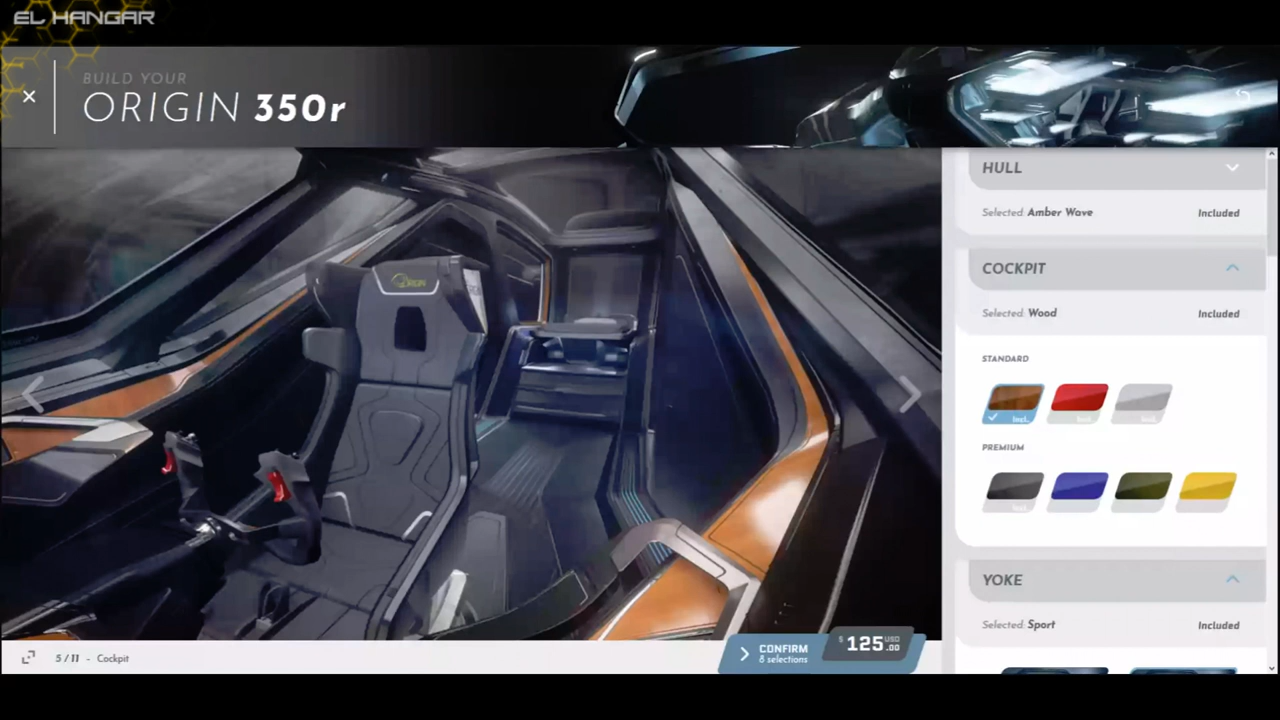 EL HANGAR
BUILD YOUR
ORIGIN 350r
HULL
Selected: Amber Wave
Included
COCKPIT
Selected: Wood
Included
STANDARD
Incl.
PREMIUM
YOKE
Selected: Sport
Included
5 / 11 - Cockpit
CONFIRM
8 selections
$ 125 USD
.00